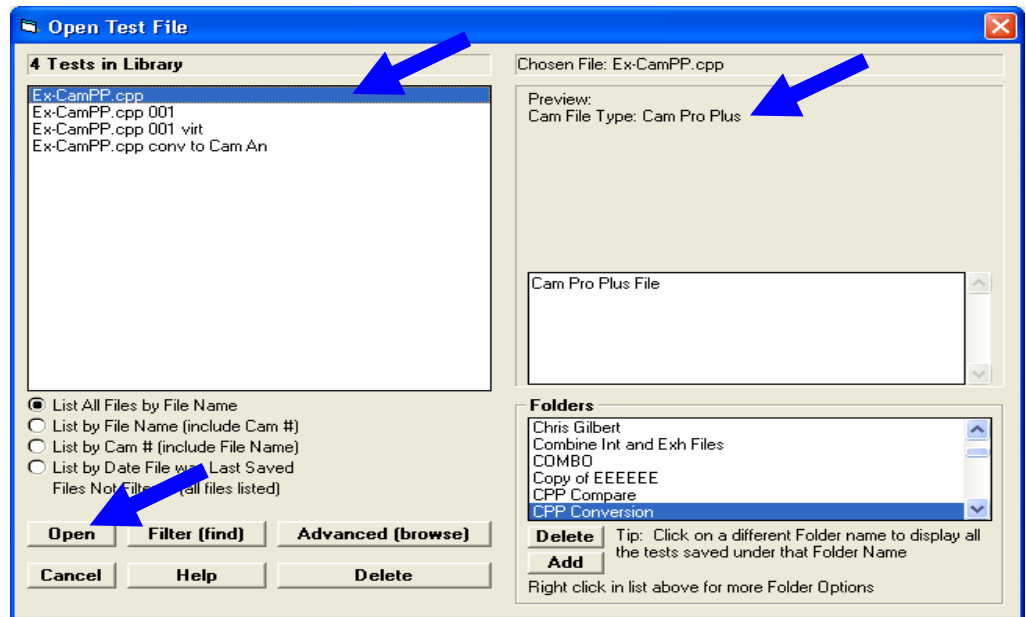 Open Test File
4 Tests in Library
Ex-CamPP.cpp
Ex-CamPP.cpp 001
Ex-CamPP.cpp 001 virt
Ex-CamPP.cpp conv to Cam An
List All Files by File Name
List by File Name (include Cam #)
List by Cam # (include File Name)
List by Date File was Last Saved
Files Not Filtered (all files listed)
Open
Filter (find)
Advanced (browse)
Cancel
Help
Delete
Chosen File: Ex-CamPP.cpp
Preview:
Cam File Type: Cam Pro Plus
Cam Pro Plus File
Folders
Chris Gilbert
Combine Int and Exh Files
COMBO
Copy of EEEEEE
CPP Compare
CPP Conversion
Delete
Add
Tip: Click on a different Folder name to display all
the tests saved under that Folder Name
Right click in list above for more Folder Options